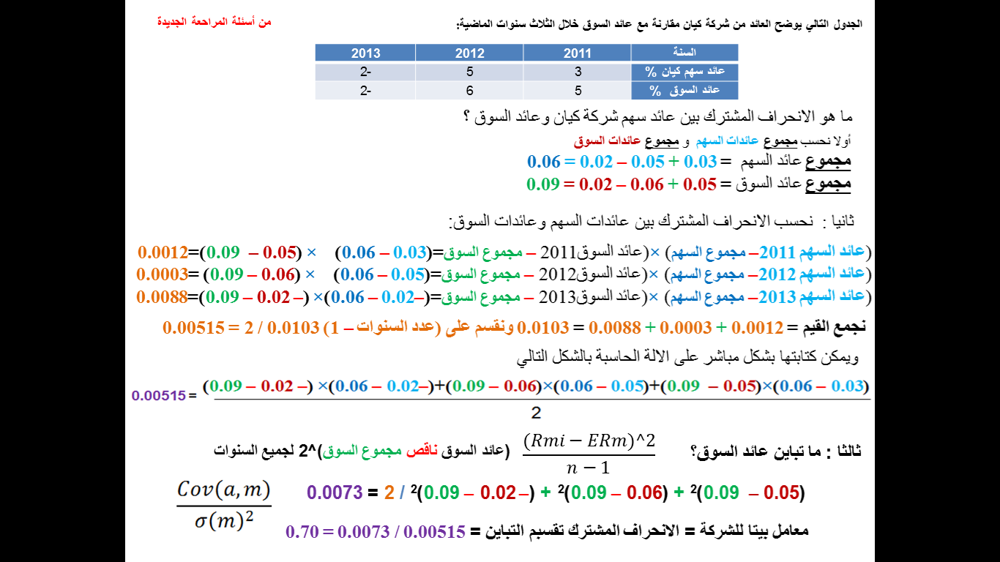 من أسئلة المراحعة الجديدة
الجدول التالي يوضح العائد من شركة كيان مقارنة مع عائد السوق خلال الثلاث سنوات الماضية:
السنة 2011 2012 2013
عائد سهم كيان % 3 5 -2
عائد السوق % 5 6 -2
ما هو الانحراف المشترك بين عائد سهم شركة كيان وعائد السوق ؟
أولا نحسب مجموع عائدات السهم و مجموع عائدات السوق
مجموع عائد السهم = 0.03 + 0.05 – 0.02 = 0.06
مجموع عائد السوق = 0.05 + 0.06 – 0.02 = 0.09
ثانيا : نحسب الانحراف المشترك بين عائدات السهم وعائدات السوق:
(عائد السهم 2011– مجموع السهم) ×(عائد السوق2011 – مجموع السوق=(0.03 – 0.06) × (0.05 – 0.09)=0.0012
(عائد السهم 2012– مجموع السهم) ×(عائد السوق2012 – مجموع السوق=(0.05 – 0.06) × (0.06 – 0.09) =0.0003
(عائد السهم 2013– مجموع السهم) ×(عائد السوق2013 – مجموع السوق=(–0.02 – 0.06)× (– 0.02 – 0.09)=0.0088
نجمع القيم = 0.0012 + 0.0003 + 0.0088 = 0.0103 ونقسم على (عدد السنوات – 1) 0.0103 / 2 = 0.00515
ويمكن كتابتها بشكل مباشر على الالة الحاسبة بالشكل التالي
(0.03 – 0.06)×(0.05 – 0.09)+(0.05 – 0.06)×(0.06 – 0.09)+(–0.02 – 0.06)× (– 0.02 – 0.09)
2
= 0.00515
ثالثا : ما تباين عائد السوق؟ (Rmi − ERm)^2 / n − 1 (عائد السوق ناقص مجموع السوق)^2 لجميع السنوات
(0.05 – 0.09)² + (0.06 – 0.09)² + (– 0.02 – 0.09)² / 2 = 0.0073
Cov(a, m)
σ(m)²
معامل بيتا للشركة = الانحراف المشترك تقسبم التباين = 0.00515 / 0.0073 = 0.70